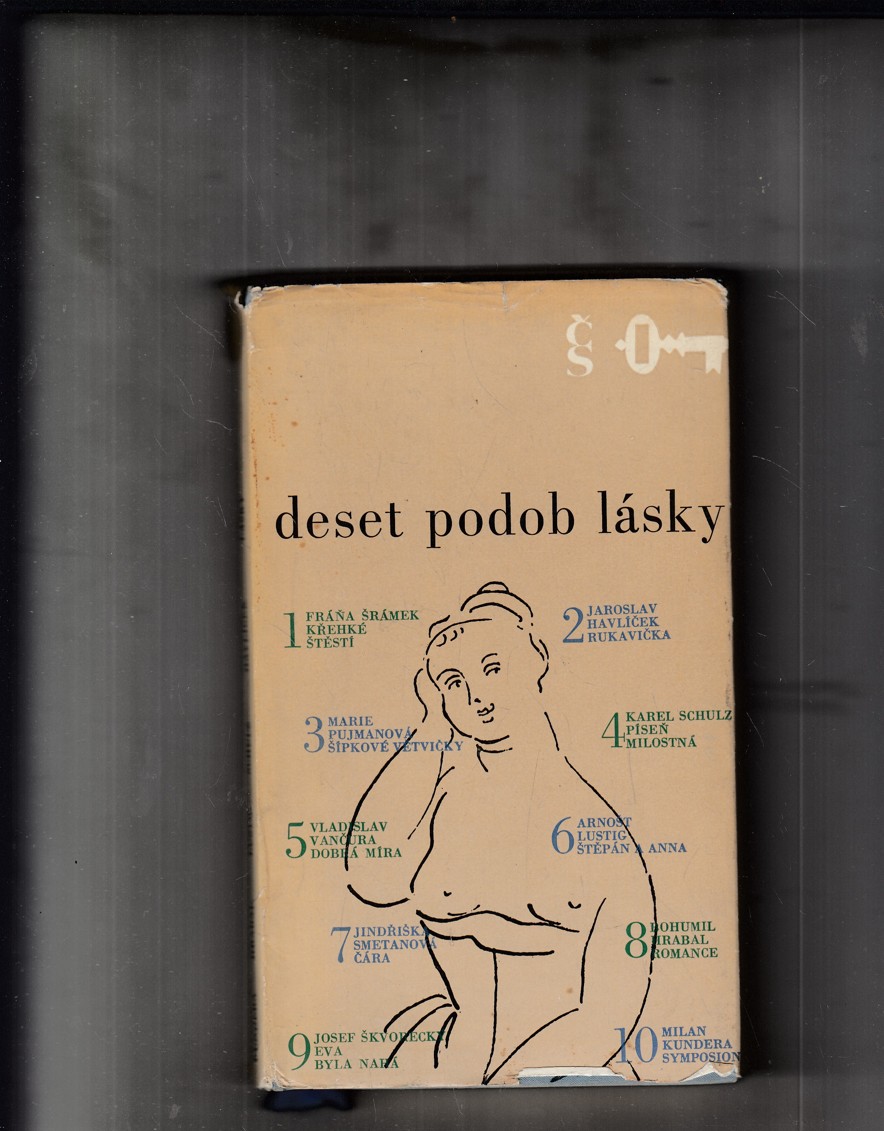 Č
S
deset podob lásky
1 FRÁŇA ŠRÁMEK
KŘEHKÉ
ŠTĚSTÍ
2 JAROSLAV
HAVLÍČEK
RUKAVIČKA
3 MARIE
PUJMANOVÁ
ŠÍPKOVÉ VĚTVIČKY
4 KAREL SCHULZ
PÍSEŇ
MILOSTNÁ
5 VLADISLAV
VANČURA
DOBRÁ MÍRA
6 ARNOŠT
LUSTIG
ŠTĚPÁN A ANNA
7 JINDŘIŠKA
SMETANOVÁ
ČÁRA
8 BOHUMIL
HRABAL
ROMANCE
9 JOSEF ŠKVORECKÝ
EVA
BYLA NAHÁ
10 MILAN
KUNDERA
SYMPOSION